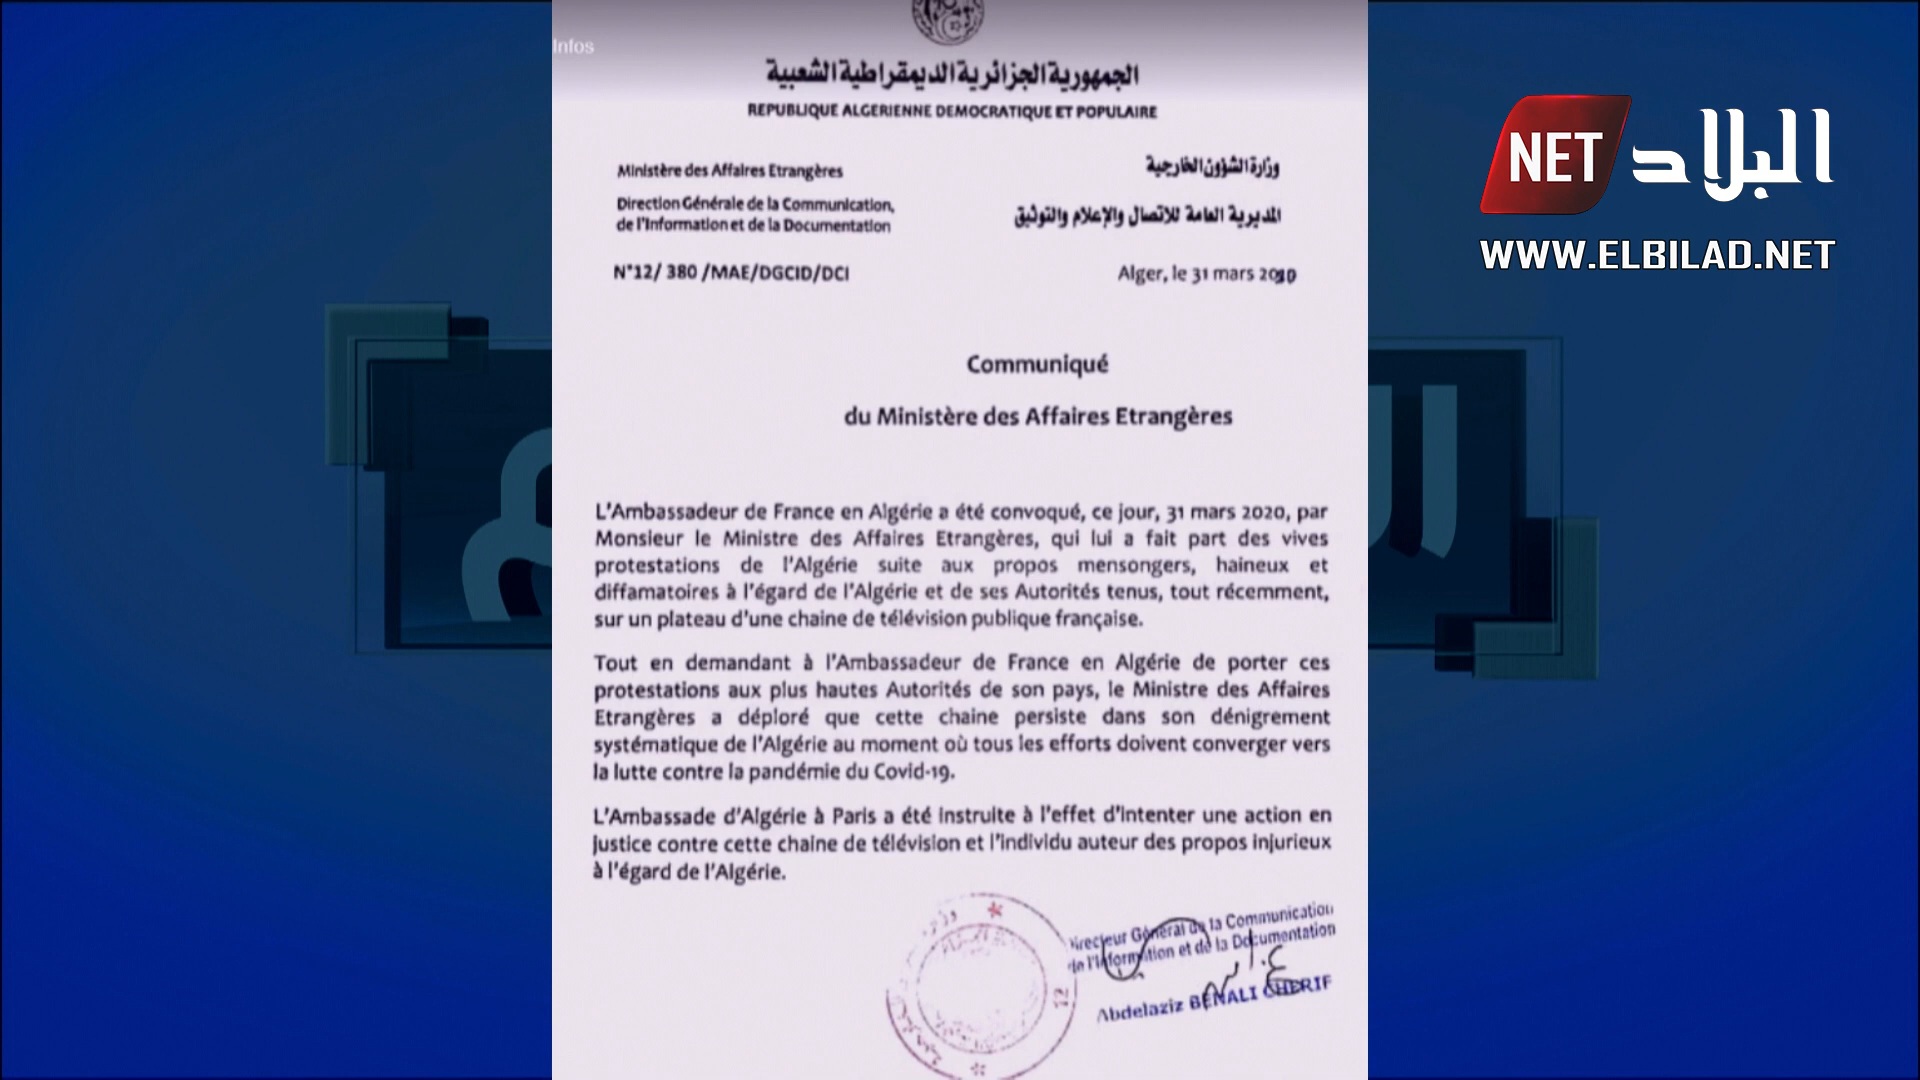 Infos
الجمهورية الجزائرية الديمقراطية الشعبية
REPUBLIQUE ALGERIENNE DEMOCRATIQUE ET POPULAIRE
Ministère des Affaires Etrangères
وزارة الشؤون الخارجية
Direction Générale de la Communication,
de l'Information et de la Documentation
المديرية العامة للاتصال والإعلام والتوثيق
N°12/ 380 /MAE/DGCID/DCI
Alger, le 31 mars 2020
Communiqué
du Ministère des Affaires Etrangères
L'Ambassadeur de France en Algérie a été convoqué, ce jour, 31 mars 2020, par
Monsieur le Ministre des Affaires Etrangères, qui lui a fait part des vives
protestations de l'Algérie suite aux propos mensongers, haineux et
diffamatoires à l'égard de l'Algérie et de ses Autorités tenus, tout récemment,
sur un plateau d'une chaine de télévision publique française.
Tout en demandant à l'Ambassadeur de France en Algérie de porter ces
protestations aux plus hautes Autorités de son pays, le Ministre des Affaires
Etrangères a déploré que cette chaine persiste dans son dénigrement
systématique de l'Algérie au moment où tous les efforts doivent converger vers
la lutte contre la pandémie du Covid-19.
L'Ambassade d'Algérie à Paris a été instruite à l'effet d'intenter une action en
justice contre cette chaine de télévision et l'individu auteur des propos injurieux
à l'égard de l'Algérie.
Directeur Général de la Communication
de l'Information et de la Documentation
Abdelaziz BENALI CHERIF
12
البلاد NET
WWW.ELBILAD.NET